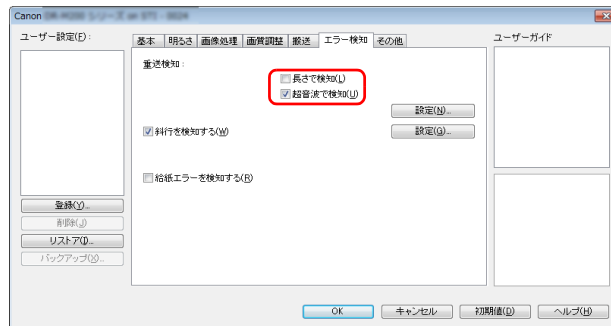 Canon
ユーザー設定(F):
基本 明るさ 画像処理 画質調整 搬送 エラー検知 その他
ユーザーガイド
重送検知:
長さで検知(L)
超音波で検知(U)
設定(N)...
斜行を検知する(W)
設定(G)...
給紙エラーを検知する(R)
登録(Y)...
削除(J)
リストア(I)...
バックアップ(X)...
OK キャンセル 初期値(D) ヘルプ(H)